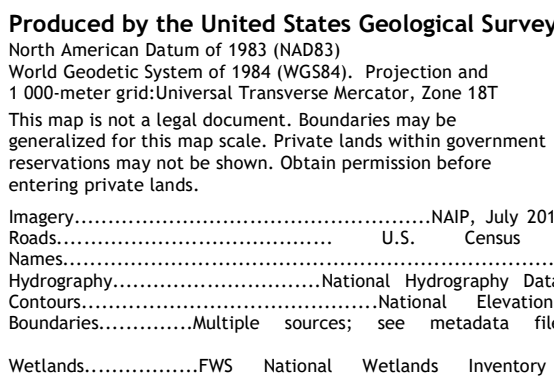 Produced by the United States Geological Survey
North American Datum of 1983 (NAD83)
World Geodetic System of 1984 (WGS84). Projection and
1 000-meter grid:Universal Transverse Mercator, Zone 18T
This map is not a legal document. Boundaries may be
generalized for this map scale. Private lands within government
reservations may not be shown. Obtain permission before
entering private lands.
Imagery.....................................................NAIP, July 201
Roads......................................... U.S. Census
Names.....................................................................
Hydrography...............................National Hydrography Data
Contours............................................National Elevation
Boundaries..............Multiple sources; see metadata file
Wetlands.................FWS National Wetlands Inventory